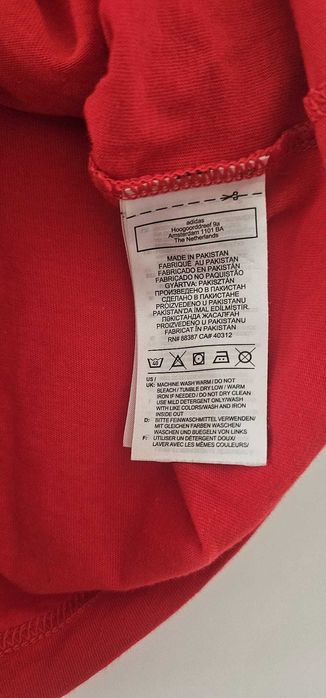 adidas
Hoogoorddreef 9a
Amsterdam 1101 BA
The Netherlands
MADE IN PAKISTAN
FABRIQUÉ AU PAKISTAN
FABRICADO EN PAKISTÁN
FABRICADO NO PAQUISTÃO
GYÁRTVA: PAKISZTÁN
ПРОИЗВЕДЕНО В ПАКИСТАН
СДЕЛАНО В ПАКИСТАНЕ
PROIZVEDENO U PAKISTANU
PAKISTAN'DA İMAL EDİLMİŞTİR.
ПӘКІСТАНДА ЖАСАЛҒАН
PROIZVEDENO U PAKISTANU
FABRICAT ÎN PAKISTAN
RN# 88387 CA# 40312
40
US /
UK: MACHINE WASH WARM / DO NOT
BLEACH / TUMBLE DRY LOW / WARM
IRON IF NEEDED / DO NOT DRY CLEAN
USE MILD DETERGENT ONLY/WASH
WITH LIKE COLORS/WASH AND IRON
INSIDE OUT
D: BITTE FEINWASCHMITTEL VERWENDEN/
MIT GLEICHEN FARBEN WASCHEN/
WASCHEN UND BUEGELN VON LINKS
F: UTILISER UN DETERGENT DOUX/
LAVER AVEC LES MÊMES COULEURS/